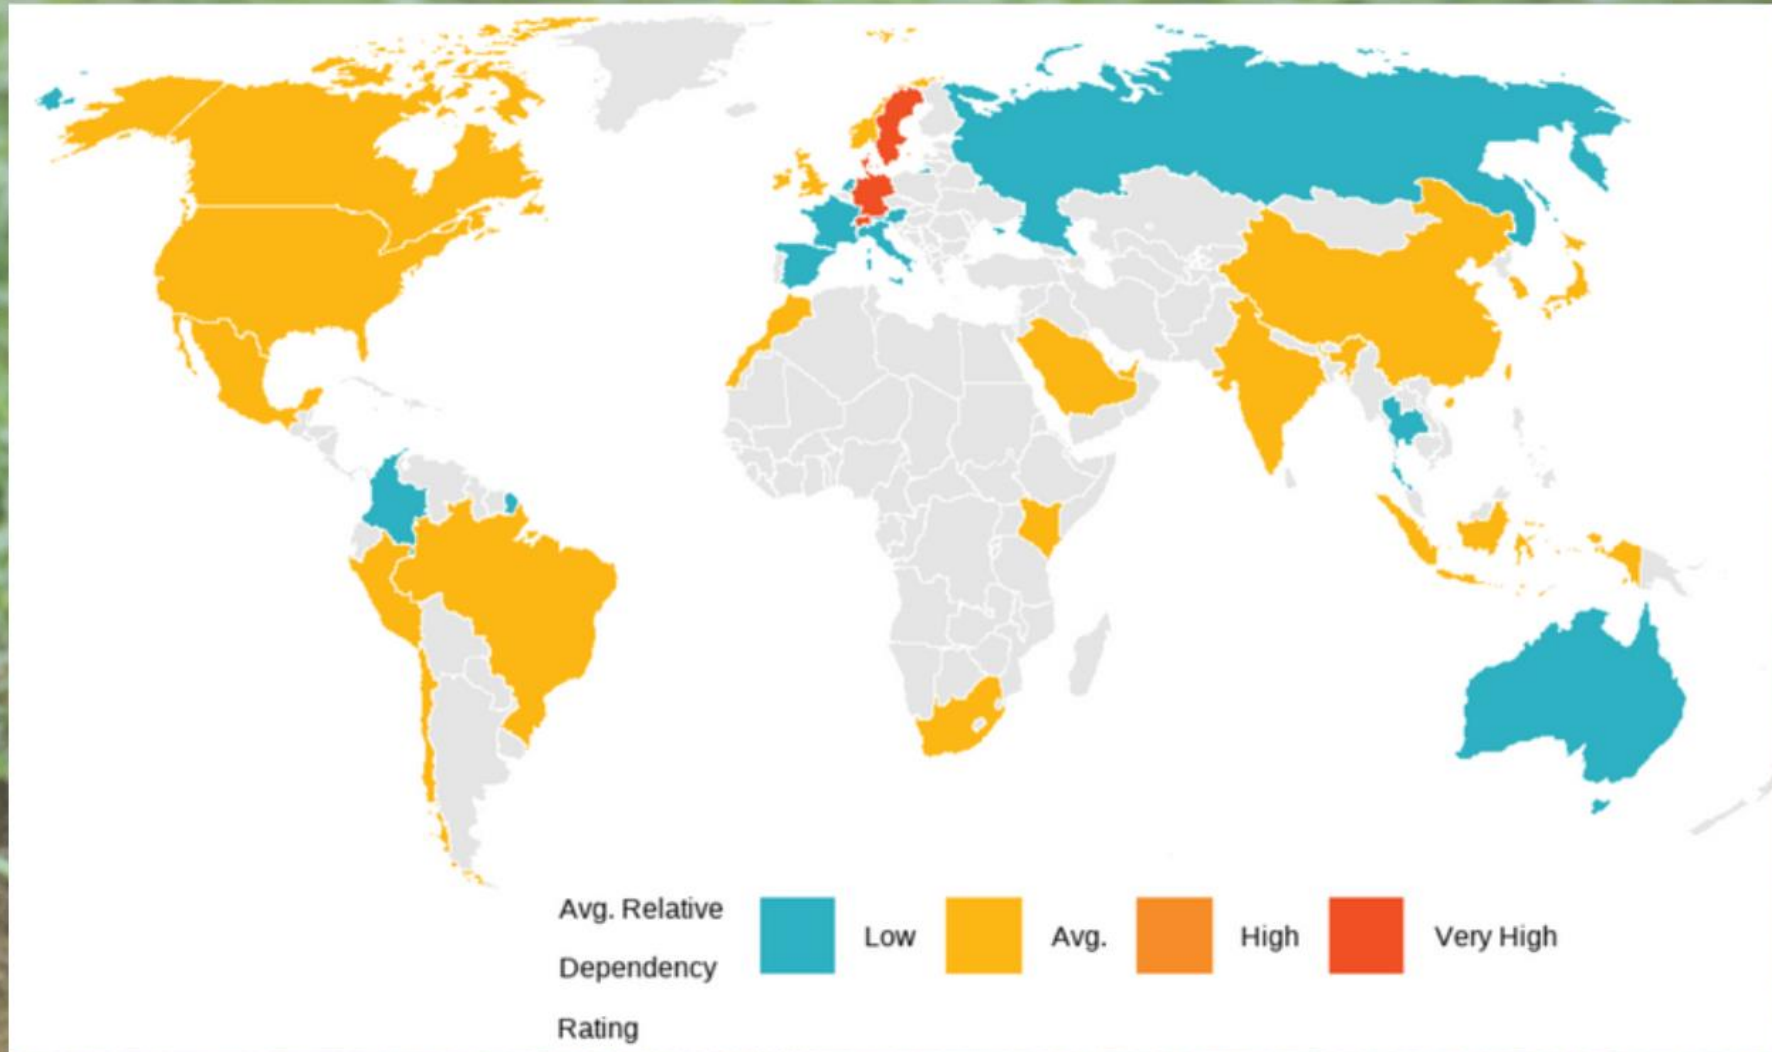 Avg. Relative
Dependency
Rating
Low
Avg.
High
Very High